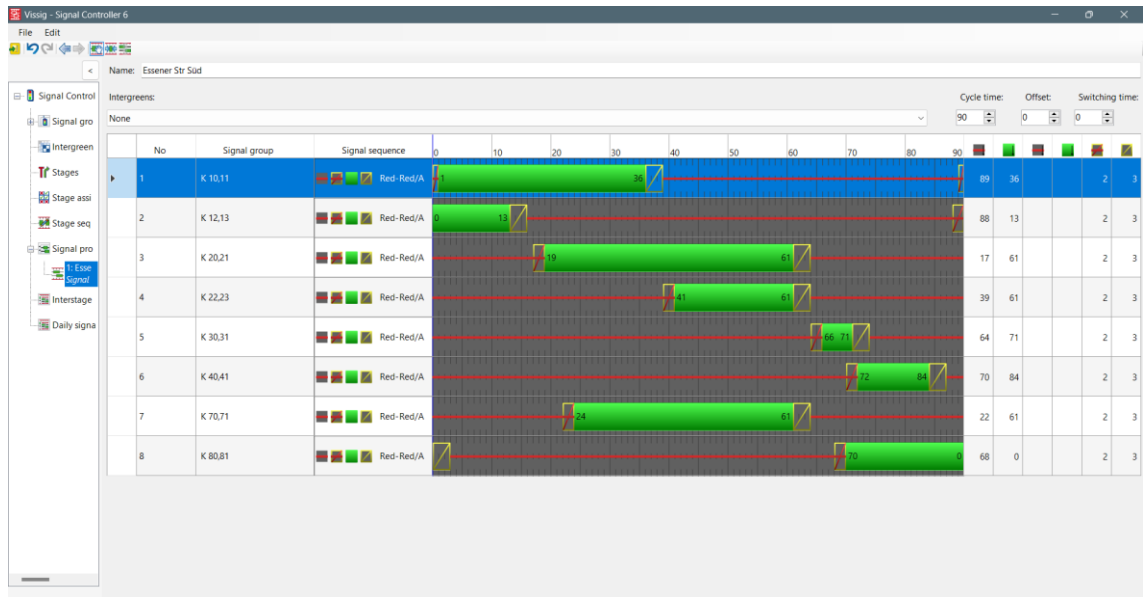 Vissig - Signal Controller 6
File Edit
< Name: Essener Str Süd
Signal Control
Signal gro
Intergreen
Stages
Stage assi
Stage seq
Signal pro
1: Esse
Signal
Interstage
Daily signa
Intergreens: Cycle time: Offset: Switching time:
None 90 0 0
No Signal group Signal sequence 0 10 20 30 40 50 60 70 80 90
1 K 10,11 Red-Red/A 1 36 89 36 2 3
2 K 12,13 Red-Red/A 0 13 88 13 2 3
3 K 20,21 Red-Red/A 19 61 17 61 2 3
4 K 22,23 Red-Red/A 41 61 39 61 2 3
5 K 30,31 Red-Red/A 66 71 64 71 2 3
6 K 40,41 Red-Red/A 72 84 70 84 2 3
7 K 70,71 Red-Red/A 24 61 22 61 2 3
8 K 80,81 Red-Red/A 70 0 68 0 2 3